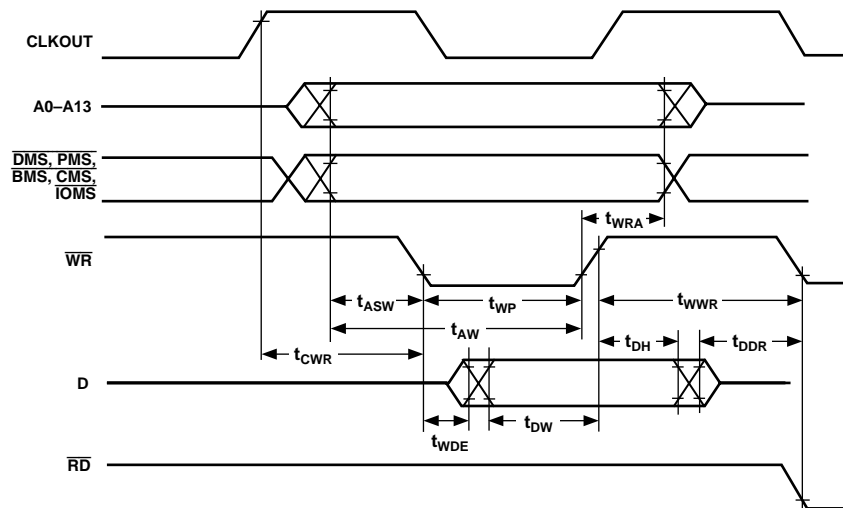 CLKOUT
A0–A13
DMS, PMS,
BMS, CMS,
IOMS
tWRA
WR
tASW
tWP
tWWR
tAW
tCWR
tDH
tDDR
D
tWDE
tDW
RD